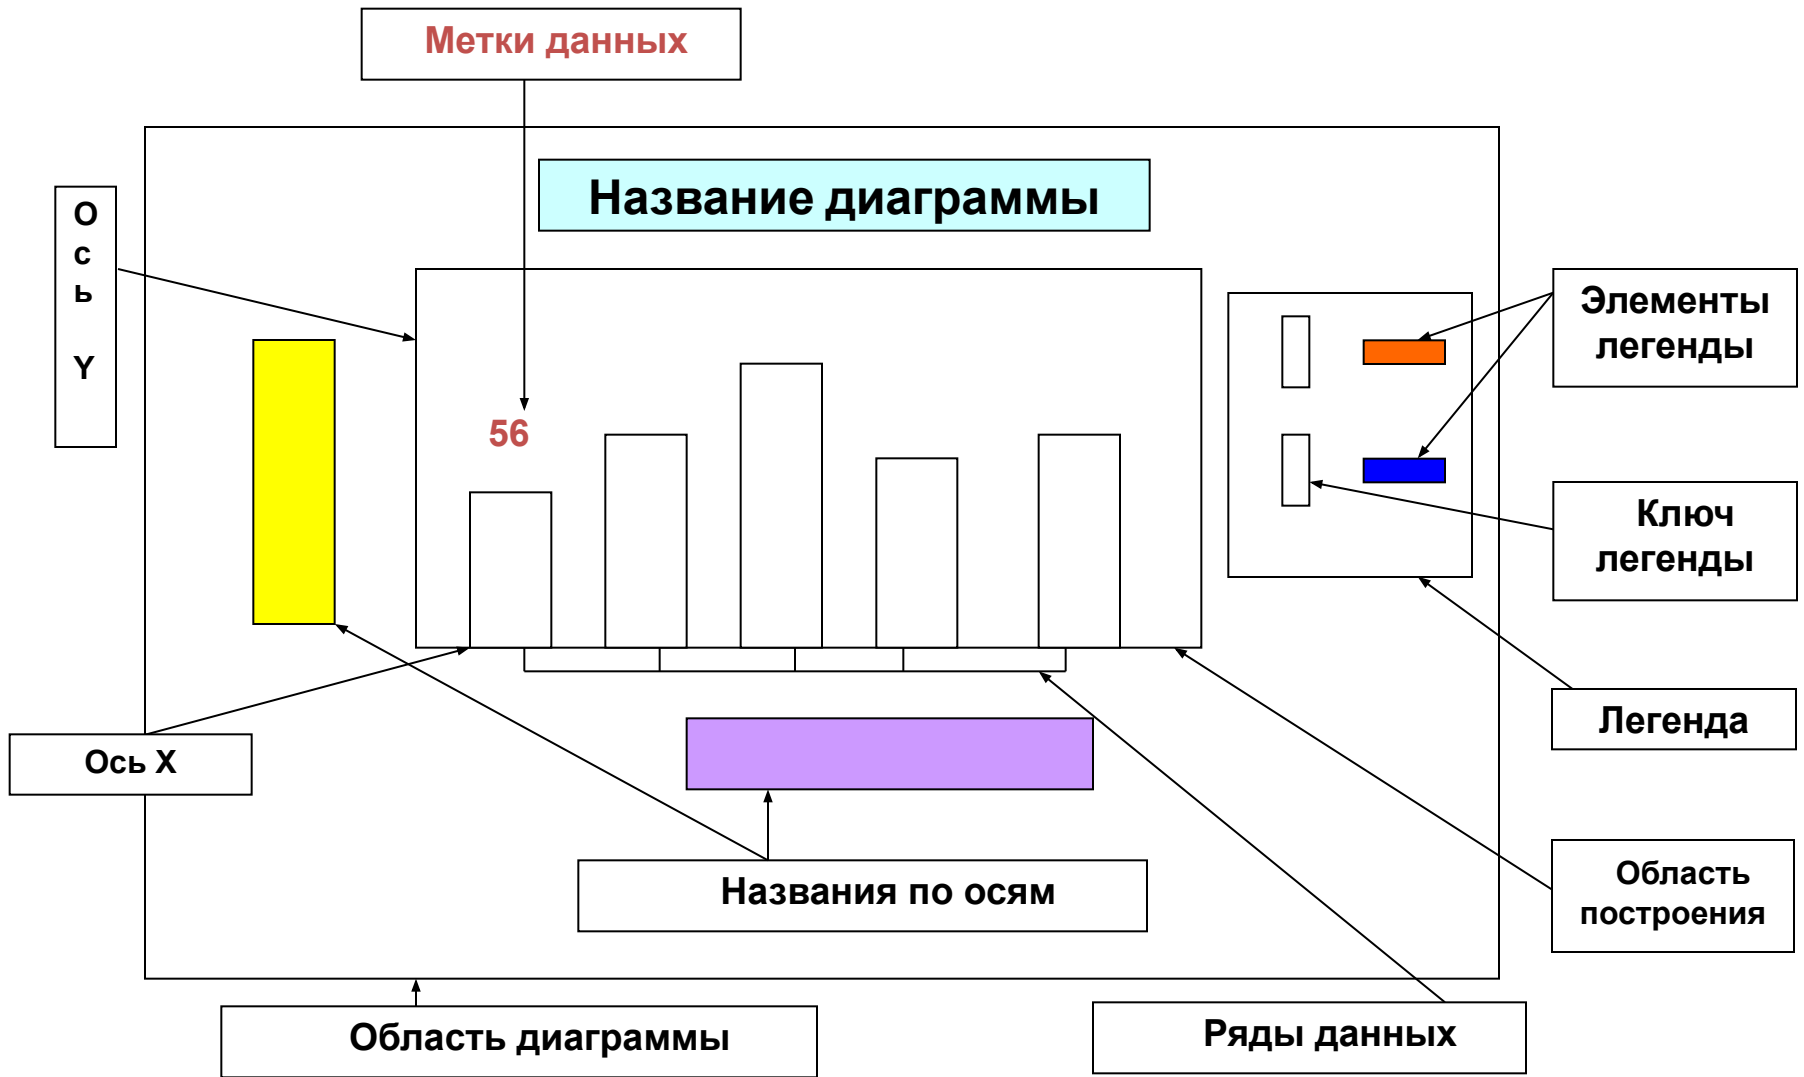 Метки данных
Название диаграммы
О
с
ь
Y
Элементы
легенды
56
Ключ
легенды
Легенда
Ось X
Названия по осям
Область
построения
Область диаграммы
Ряды данных